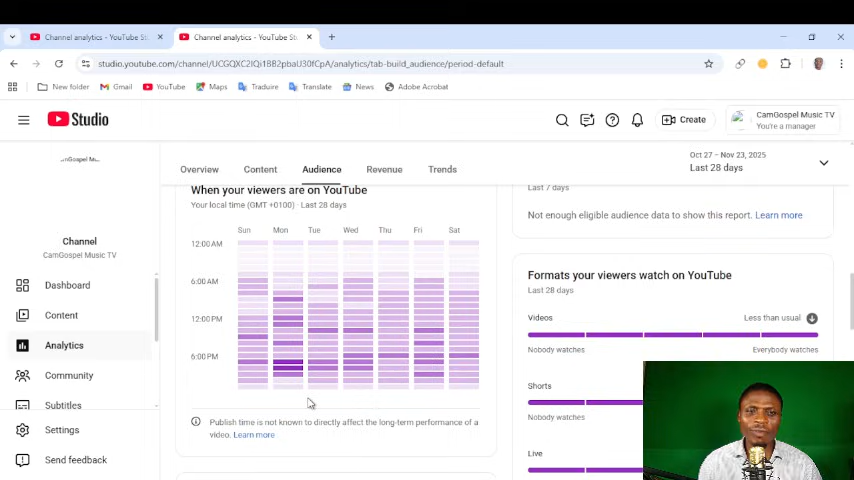 Channel analytics - YouTube St
Channel analytics - YouTube St
studio.youtube.com/channel/UCGQXC2IQi1BB2pbaU30fCpA/analytics/tab-build_audience/period-default
New folder
Gmail
YouTube
Maps
Traduire
Translate
News
Adobe Acrobat
Studio
Create
CamGospel Music TV
You're a manager
CamGospel Mu
Channel
CamGospel Music TV
Dashboard
Content
Analytics
Community
Subtitles
Settings
Send feedback
Overview
Content
Audience
Revenue
Trends
Oct 27 – Nov 23, 2025
Last 28 days
When your viewers are on YouTube
Your local time (GMT +0100) · Last 28 days
Sun Mon Tue Wed Thu Fri Sat
12:00 AM
6:00 AM
12:00 PM
6:00 PM
Publish time is not known to directly affect the long-term performance of a
video. Learn more
Last 7 days
Not enough eligible audience data to show this report. Learn more
Formats your viewers watch on YouTube
Last 28 days
Videos
Less than usual
Nobody watches
Everybody watches
Shorts
Nobody watches
Live